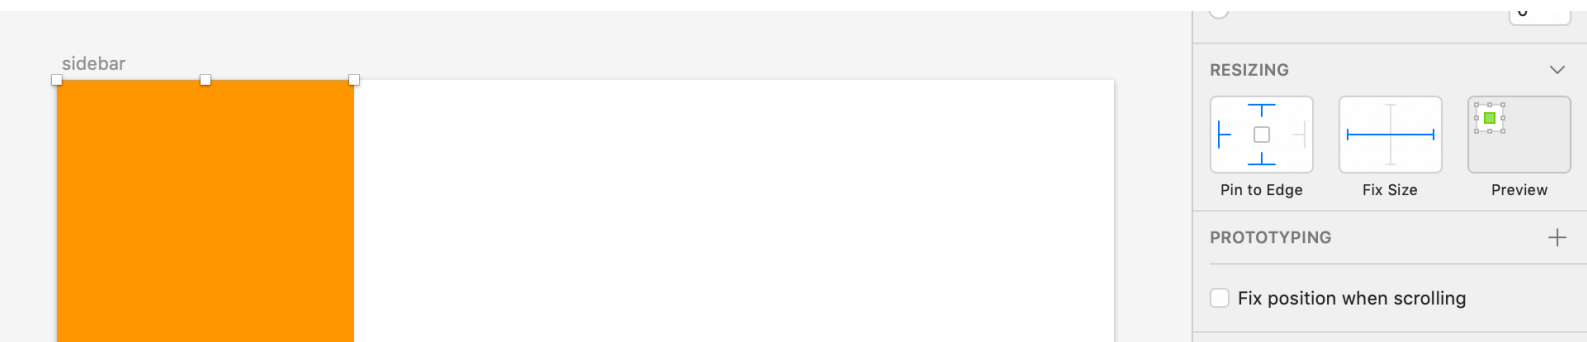 sidebar
RESIZING
Pin to Edge
Fix Size
Preview
PROTOTYPING
Fix position when scrolling